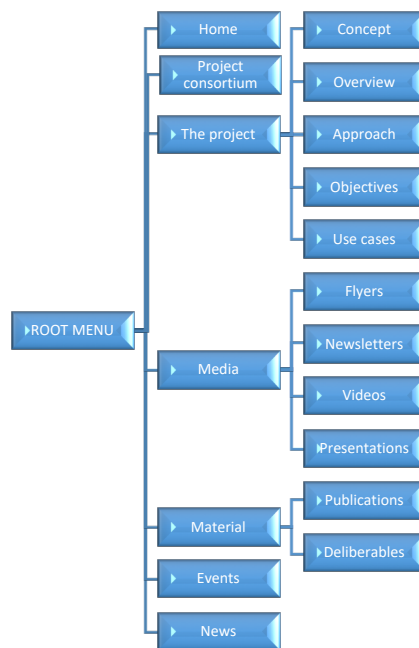 ROOT MENU
Home
Project
consortium
The project
Concept
Overview
Approach
Objectives
Use cases
Media
Flyers
Newsletters
Videos
Presentations
Material
Publications
Deliverables
Events
News